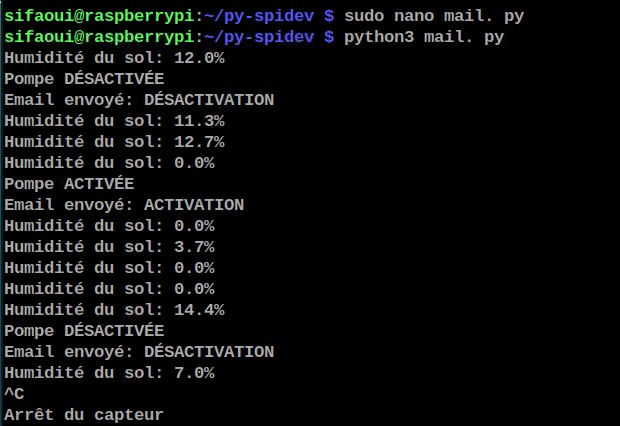 sifaoui@raspberrypi:~/py-spidev $ sudo nano mail. py
sifaoui@raspberrypi:~/py-spidev $ python3 mail. py
Humidité du sol: 12.0%
Pompe DÉSACTIVÉE
Email envoyé: DÉSACTIVATION
Humidité du sol: 11.3%
Humidité du sol: 12.7%
Humidité du sol: 0.0%
Pompe ACTIVÉE
Email envoyé: ACTIVATION
Humidité du sol: 0.0%
Humidité du sol: 3.7%
Humidité du sol: 0.0%
Humidité du sol: 0.0%
Humidité du sol: 14.4%
Pompe DÉSACTIVÉE
Email envoyé: DÉSACTIVATION
Humidité du sol: 7.0%
^C
Arrêt du capteur